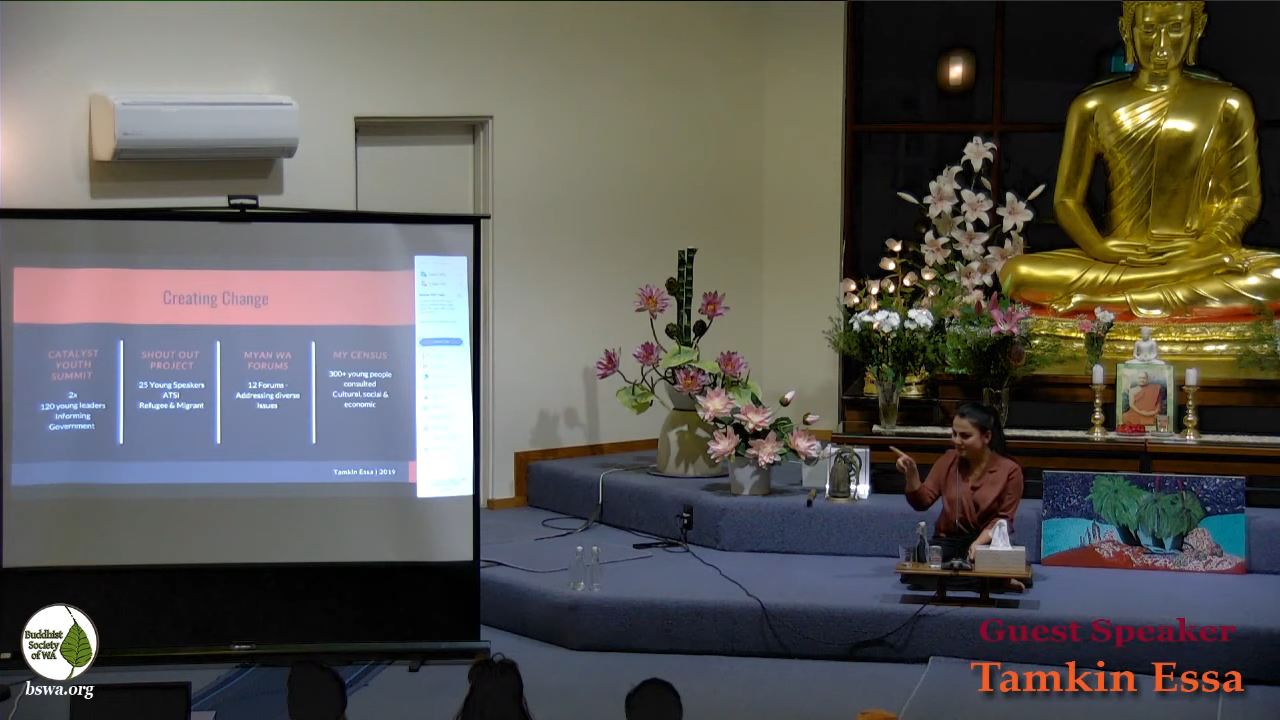 Creating Change
CATALYST
YOUTH
SUMMIT
2x
120 young leaders
Informing
Government
SHOUT OUT
PROJECT
25 Young Speakers
ATSI
Refugee & Migrant
MYAN WA
FORUMS
12 Forums -
Addressing diverse
issues
MY CENSUS
300+ young people
consulted
Cultural, social &
economic
Tamkin Essa | 2019
Buddhist
Society
of WA
bswa.org
Guest Speaker
Tamkin Essa